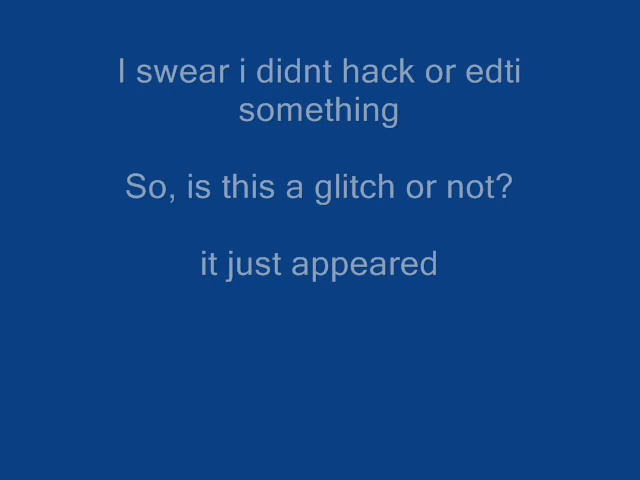 I swear i didnt hack or edti
something
So, is this a glitch or not?
it just appeared